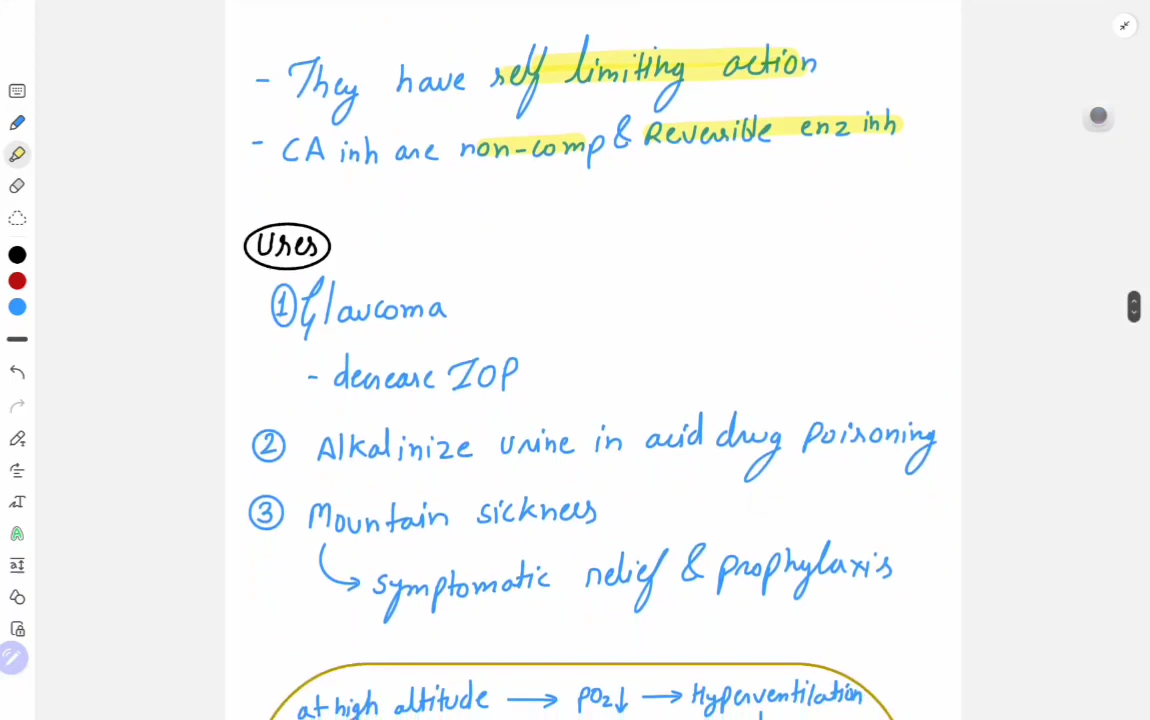 - They have self limiting action
- CA inh are non-comp & Reversible enz inh
Uses
① Glaucoma
- decrease IOP
② Alkalinize urine in acid drug poisoning
③ Mountain sickness
↳ symptomatic relief & prophylaxis
at high altitude → PO2↓ → Hyperventilation